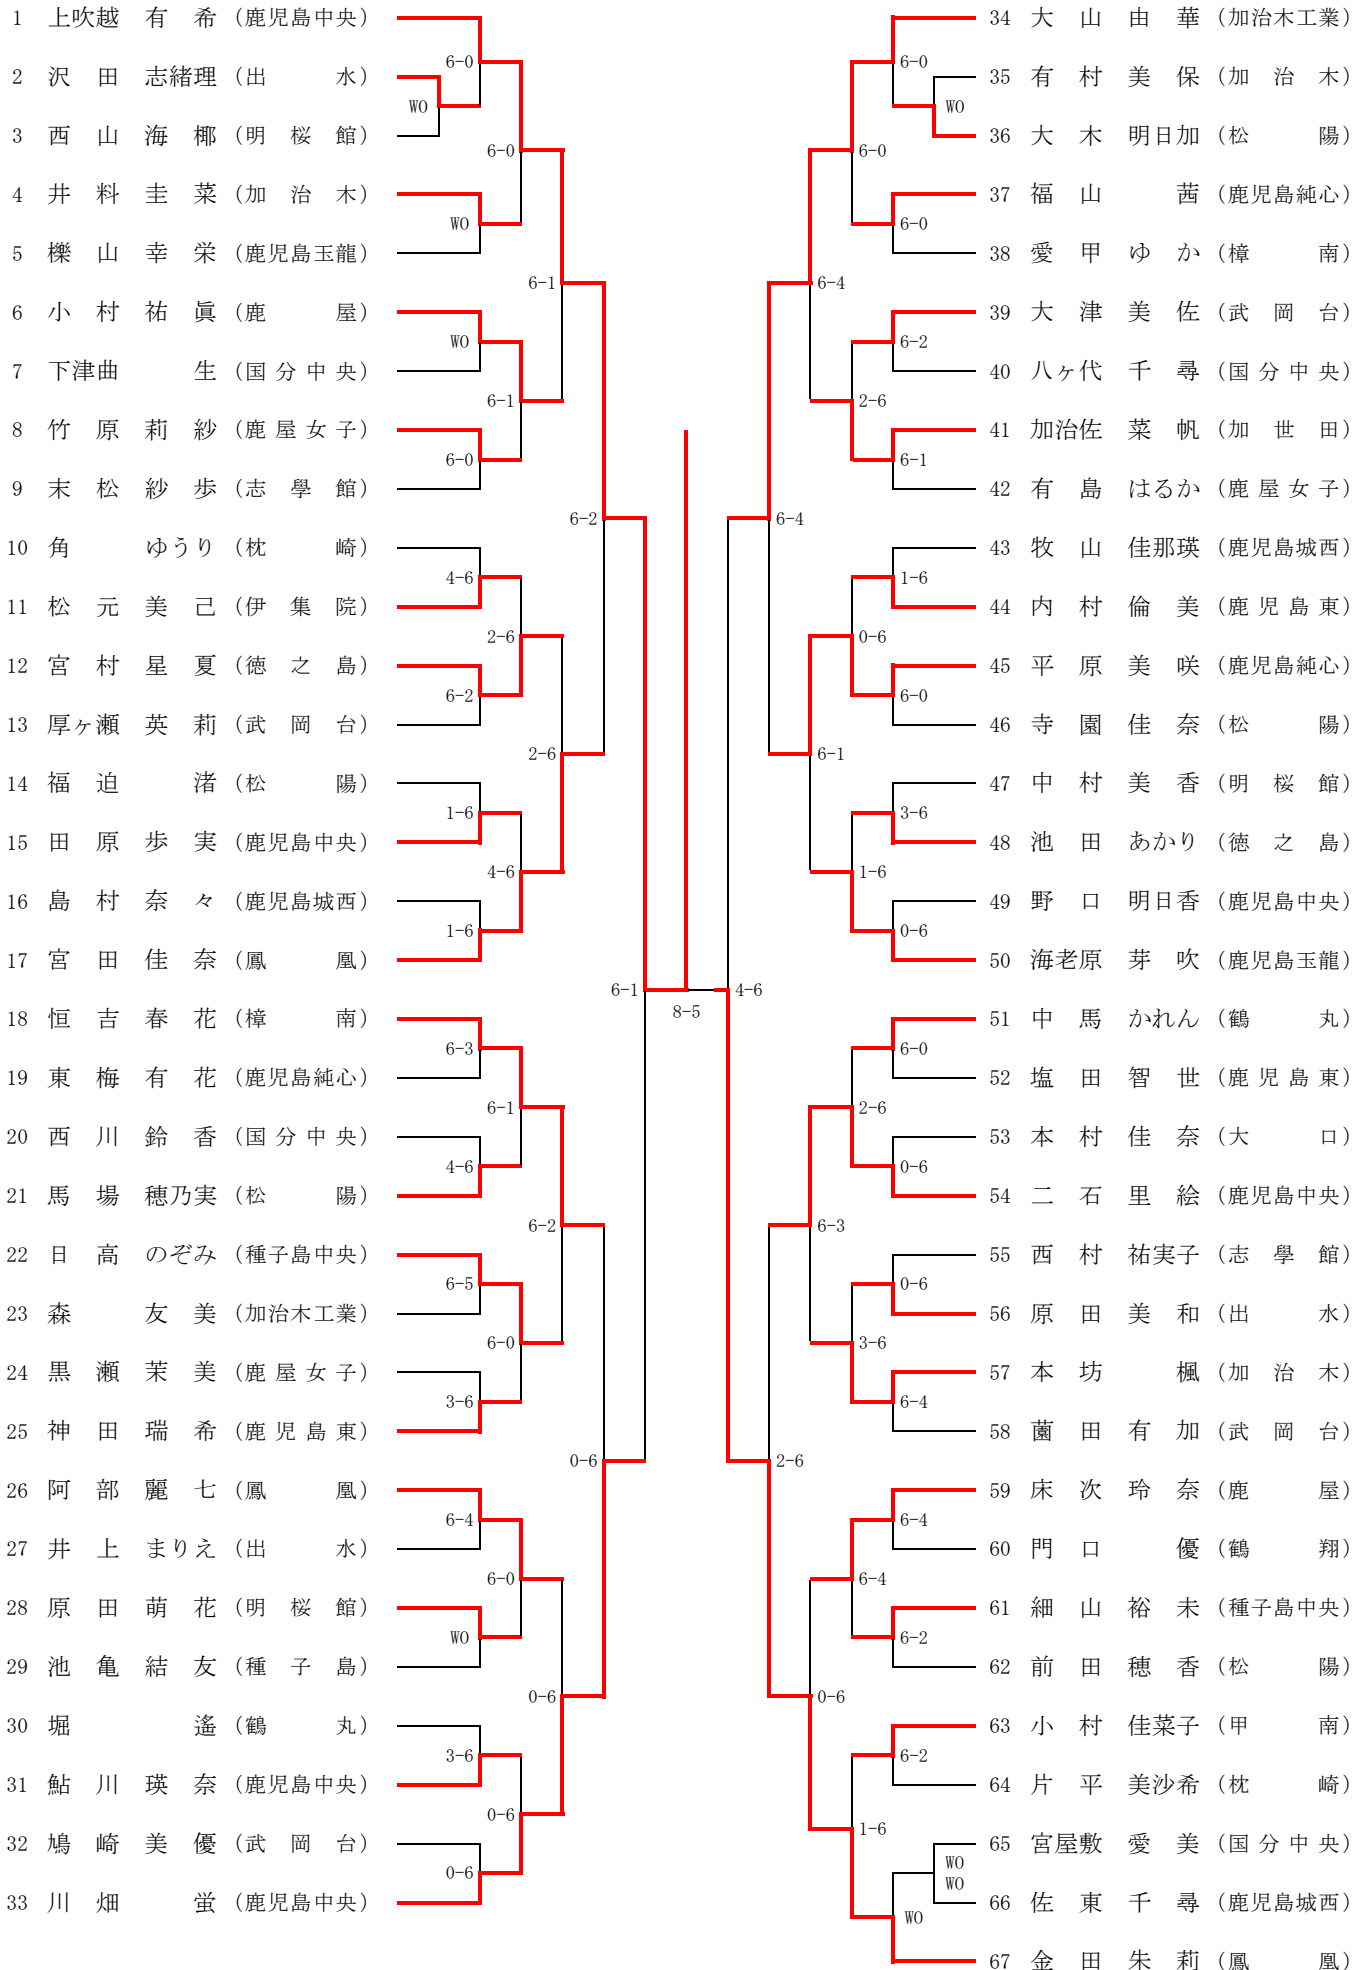 1 上吹越 有 希 (鹿児島中央)
6-0
2 沢 田 志緒理 (出 水)
WO
3 西 山 海 椰 (明 桜 館)
6-0
4 井 料 圭 菜 (加 治 木)
WO
5 櫟 山 幸 栄 (鹿児島玉龍)
6-1
6 小 村 祐 眞 (鹿 屋)
WO
7 下津曲 生 (国 分 中 央)
6-1
8 竹 原 莉 紗 (鹿 屋 女 子)
6-0
9 末 松 紗 歩 (志 學 館)
6-2
10 角 ゆうり (枕 崎)
4-6
11 松 元 美 己 (伊 集 院)
2-6
12 宮 村 星 夏 (徳 之 島)
6-2
13 厚ヶ瀬 英 莉 (武 岡 台)
2-6
14 福 迫 渚 (松 陽)
1-6
15 田 原 歩 実 (鹿児島中央)
4-6
16 島 村 奈 々 (鹿児島城西)
1-6
17 宮 田 佳 奈 (鳳 凰)
6-1
8-5
18 恒 吉 春 花 (樟 南)
6-3
19 東 梅 有 花 (鹿児島純心)
6-1
20 西 川 鈴 香 (国 分 中 央)
4-6
21 馬 場 穂乃実 (松 陽)
6-2
22 日 高 のぞみ (種子島中央)
6-5
23 森 友 美 (加治木工業)
6-0
24 黒 瀬 茉 美 (鹿 屋 女 子)
3-6
25 神 田 瑞 希 (鹿 児 島 東)
0-6
26 阿 部 麗 七 (鳳 凰)
6-4
27 井 上 まりえ (出 水)
6-0
28 原 田 萌 花 (明 桜 館)
WO
29 池 亀 結 友 (種 子 島)
0-6
30 堀 遙 (鶴 丸)
3-6
31 鮎 川 瑛 奈 (鹿児島中央)
0-6
32 鳩 崎 美 優 (武 岡 台)
0-6
33 川 畑 蛍 (鹿児島中央)
34 大 山 由 華 (加治木工業)
6-0
35 有 村 美 保 (加 治 木)
WO
36 大 木 明日加 (松 陽)
6-0
37 福 山 茜 (鹿児島純心)
6-0
38 愛 甲 ゆ か (樟 南)
6-4
39 大 津 美 佐 (武 岡 台)
6-2
40 八ヶ代 千 尋 (国 分 中 央)
2-6
41 加治佐 菜 帆 (加 世 田)
6-1
42 有 島 はるか (鹿 屋 女 子)
6-4
43 牧 山 佳那瑛 (鹿児島城西)
1-6
44 内 村 倫 美 (鹿 児 島 東)
0-6
45 平 原 美 咲 (鹿児島純心)
6-0
46 寺 園 佳 奈 (松 陽)
6-1
47 中 村 美 香 (明 桜 館)
3-6
48 池 田 あかり (徳 之 島)
1-6
49 野 口 明日香 (鹿児島中央)
0-6
50 海老原 芽 吹 (鹿児島玉龍)
4-6
51 中 馬 かれん (鶴 丸)
6-0
52 塩 田 智 世 (鹿 児 島 東)
2-6
53 本 村 佳 奈 (大 口)
0-6
54 二 石 里 絵 (鹿児島中央)
6-3
55 西 村 祐実子 (志 學 館)
0-6
56 原 田 美 和 (出 水)
3-6
57 本 坊 楓 (加 治 木)
6-4
58 薗 田 有 加 (武 岡 台)
2-6
59 床 次 玲 奈 (鹿 屋)
6-4
60 門 口 優 (鶴 翔)
6-4
61 細 山 裕 未 (種子島中央)
6-2
62 前 田 穂 香 (松 陽)
0-6
63 小 村 佳菜子 (甲 南)
6-2
64 片 平 美沙希 (枕 崎)
1-6
65 宮屋敷 愛 美 (国 分 中 央)
WO
WO
66 佐 東 千 尋 (鹿児島城西)
WO
67 金 田 朱 莉 (鳳 凰)